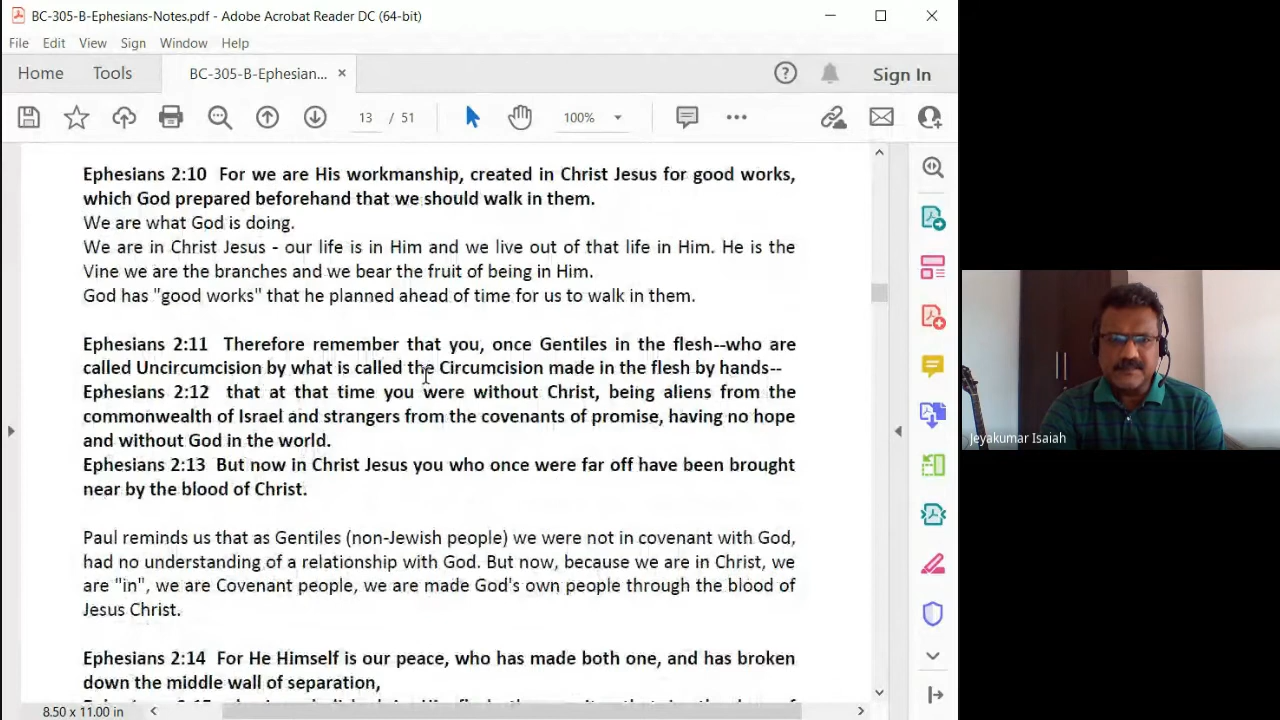 BC-305-B-Ephesians-Notes.pdf - Adobe Acrobat Reader DC (64-bit)
File Edit View Sign Window Help
Home Tools BC-305-B-Ephesian... × Sign In
13 / 51 100%
Ephesians 2:10 For we are His workmanship, created in Christ Jesus for good works,
which God prepared beforehand that we should walk in them.
We are what God is doing.
We are in Christ Jesus - our life is in Him and we live out of that life in Him. He is the
Vine we are the branches and we bear the fruit of being in Him.
God has "good works" that he planned ahead of time for us to walk in them.
Ephesians 2:11 Therefore remember that you, once Gentiles in the flesh--who are
called Uncircumcision by what is called the Circumcision made in the flesh by hands--
Ephesians 2:12 that at that time you were without Christ, being aliens from the
commonwealth of Israel and strangers from the covenants of promise, having no hope
and without God in the world.
Ephesians 2:13 But now in Christ Jesus you who once were far off have been brought
near by the blood of Christ.
Paul reminds us that as Gentiles (non-Jewish people) we were not in covenant with God,
had no understanding of a relationship with God. But now, because we are in Christ, we
are "in", we are Covenant people, we are made God's own people through the blood of
Jesus Christ.
Ephesians 2:14 For He Himself is our peace, who has made both one, and has broken
down the middle wall of separation,
8.50 x 11.00 in
Jeyakumar Isaiah